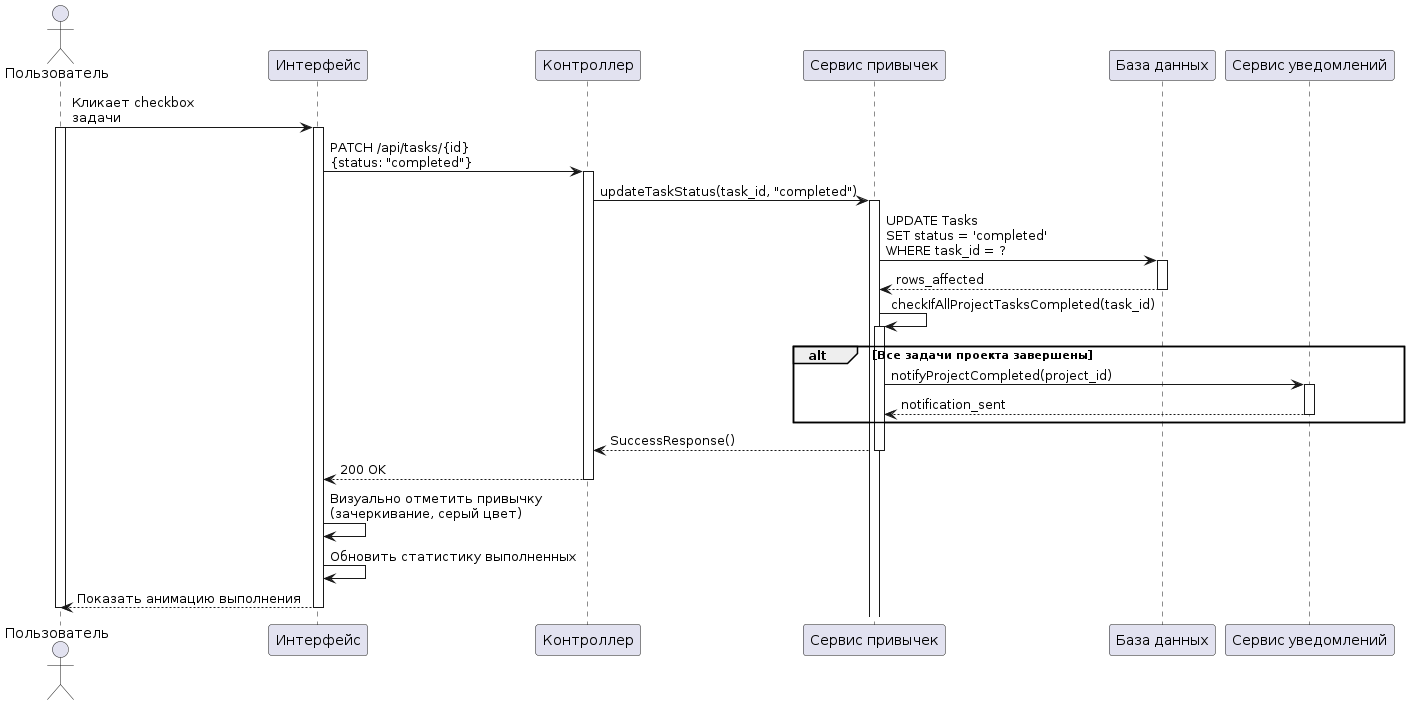 Пользователь
Интерфейс
Контроллер
Сервис привычек
База данных
Сервис уведомлений
Кликает checkbox
задачи
PATCH /api/tasks/{id}
{status: "completed"}
updateTaskStatus(task_id, "completed")
UPDATE Tasks
SET status = 'completed'
WHERE task_id = ?
rows_affected
checkIfAllProjectTasksCompleted(task_id)
alt
[Все задачи проекта завершены]
notifyProjectCompleted(project_id)
notification_sent
SuccessResponse()
200 OK
Визуально отметить привычку
(зачеркивание, серый цвет)
Обновить статистику выполненных
Показать анимацию выполнения
Пользователь
Интерфейс
Контроллер
Сервис привычек
База данных
Сервис уведомлений